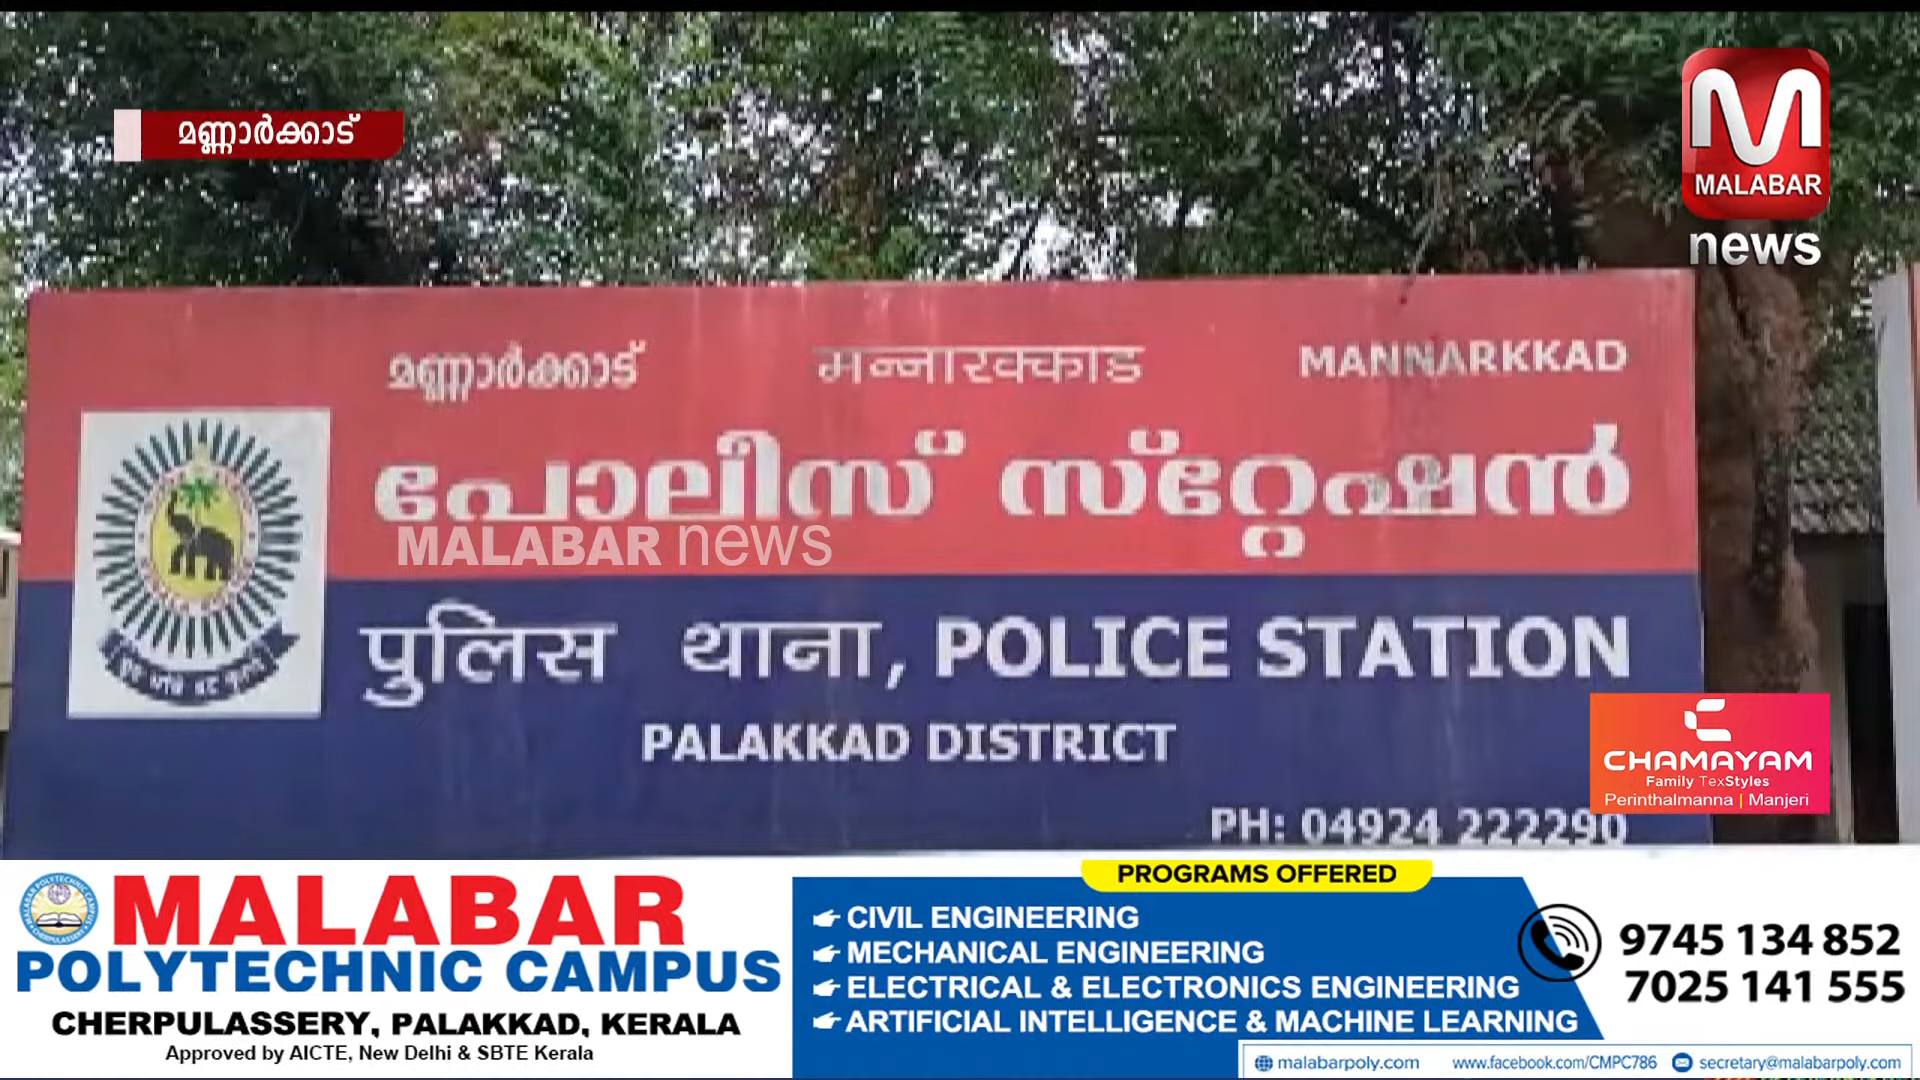 മണ്ണാർക്കാട്
MALABAR
news
മണ്ണാർക്കാട് मन्नारक्काड MANNARKKAD
പോലീസ് സ്റ്റേഷൻ
MALABAR news
पुलिस थाना, POLICE STATION
PALAKKAD DISTRICT
PH: 04924 222290
CHAMAYAM
Family TexStyles
Perinthalmanna | Manjeri
MALABAR
POLYTECHNIC CAMPUS
CHERPULASSERY, PALAKKAD, KERALA
Approved by AICTE, New Delhi & SBTE Kerala
PROGRAMS OFFERED
CIVIL ENGINEERING
MECHANICAL ENGINEERING
ELECTRICAL & ELECTRONICS ENGINEERING
ARTIFICIAL INTELLIGENCE & MACHINE LEARNING
9745 134 852
7025 141 555
malabarpoly.com www.facebook.com/CMPC786 secretary@malabarpoly.com